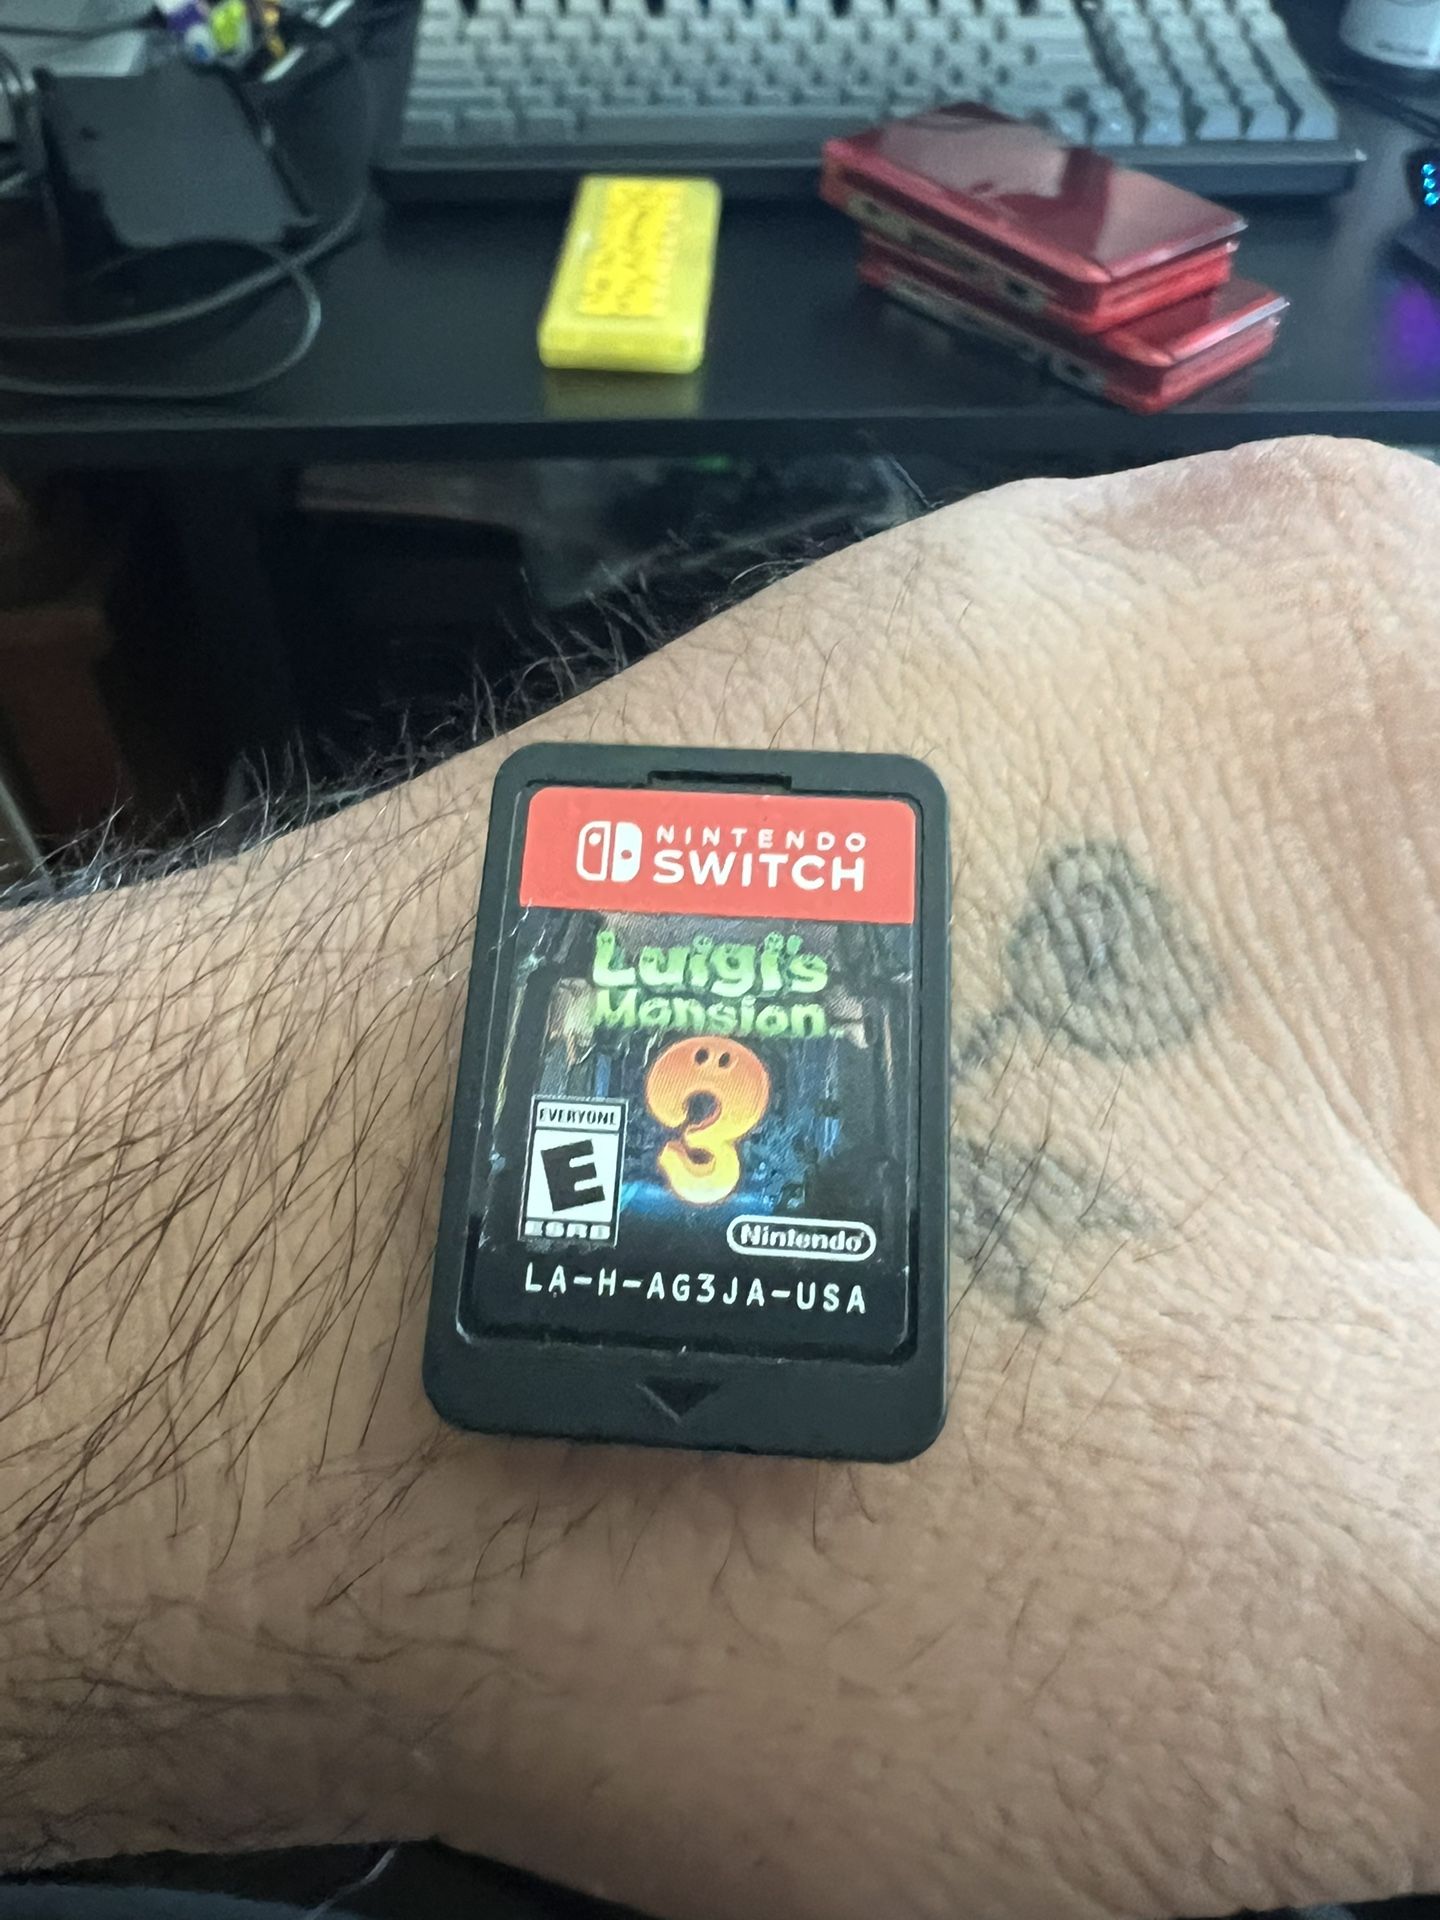 NINTENDO
SWITCH
Luigi's
Mansion
3
EVERYONE
E
ESRB
Nintendo
LA-H-AG3JA-USA